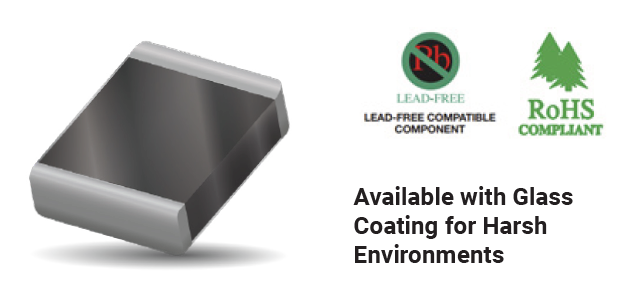 Pb
LEAD-FREE
LEAD-FREE COMPATIBLE
COMPONENT
RoHS
COMPLIANT
Available with Glass
Coating for Harsh
Environments